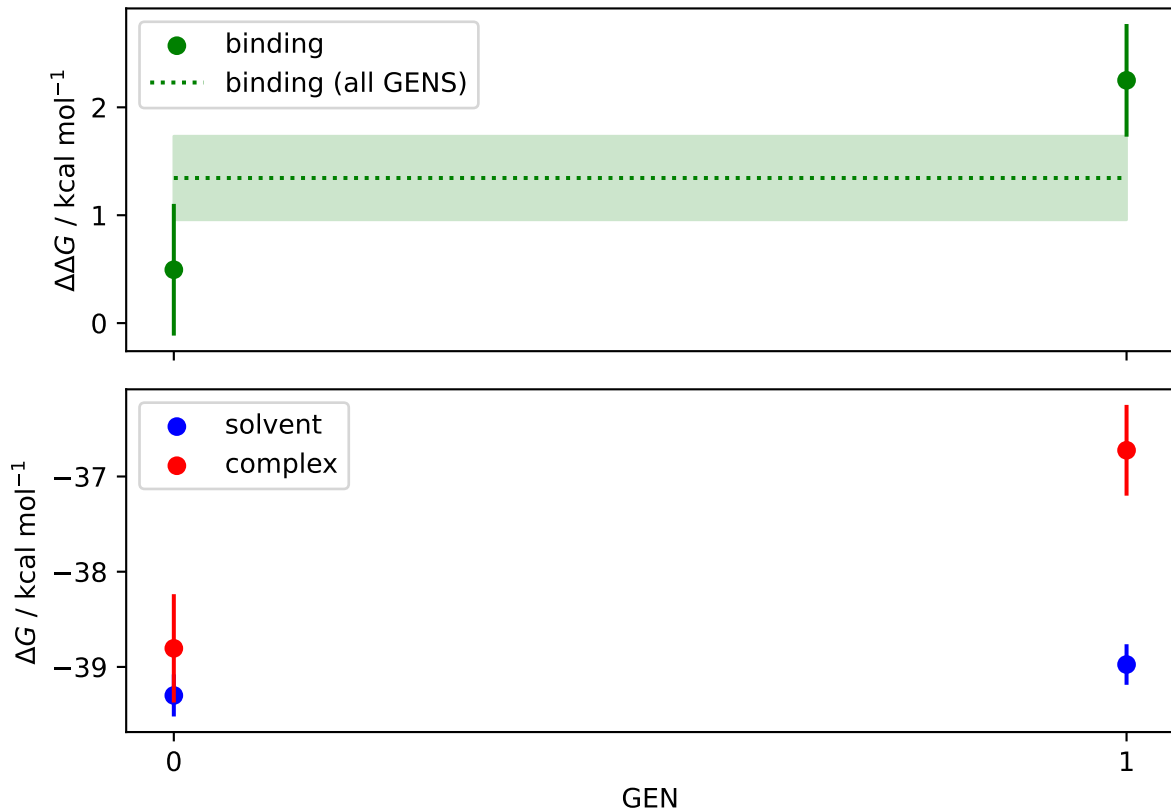 binding
binding (all GENS)
2
1
0
ΔΔG / kcal mol⁻¹
solvent
complex
−37
−38
−39
ΔG / kcal mol⁻¹
0
1
GEN